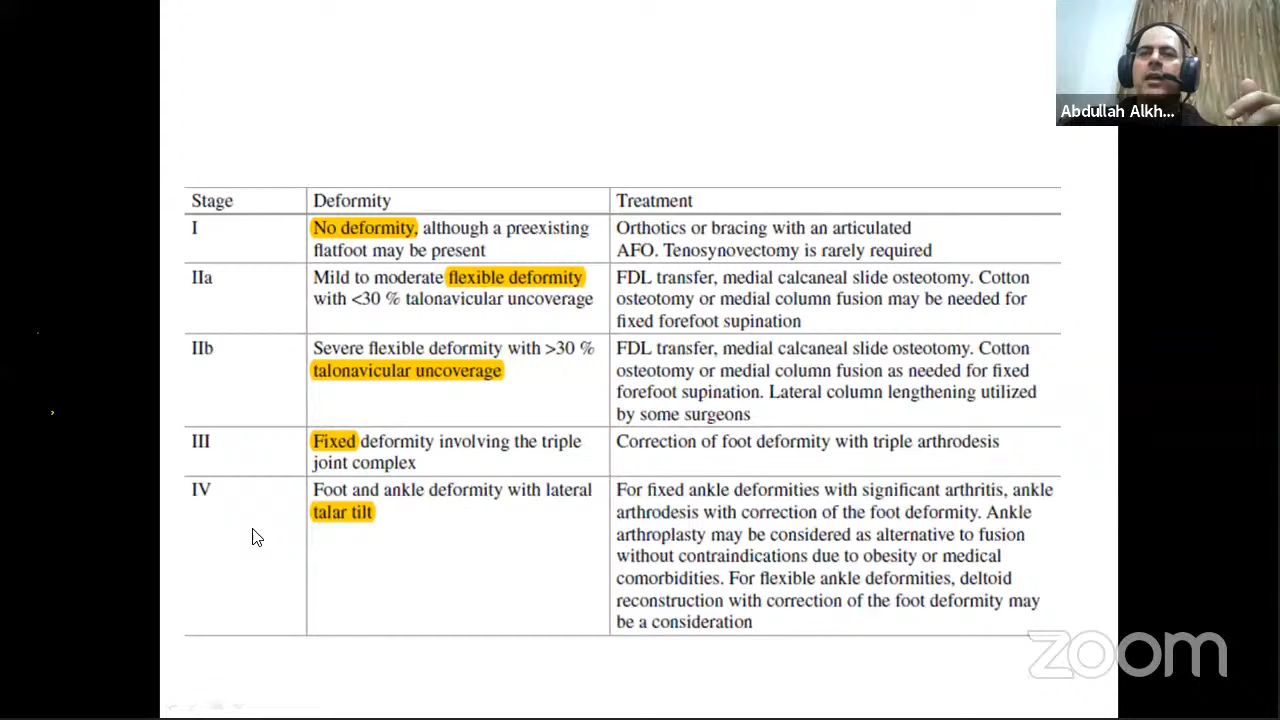 Abdullah Alkh...
Stage Deformity Treatment
I No deformity, although a preexisting Orthotics or bracing with an articulated
flatfoot may be present AFO. Tenosynovectomy is rarely required
IIa Mild to moderate flexible deformity FDL transfer, medial calcaneal slide osteotomy. Cotton
with <30 % talonavicular uncoverage osteotomy or medial column fusion may be needed for
fixed forefoot supination
IIb Severe flexible deformity with >30 % FDL transfer, medial calcaneal slide osteotomy. Cotton
talonavicular uncoverage osteotomy or medial column fusion as needed for fixed
forefoot supination. Lateral column lengthening utilized
by some surgeons
III Fixed deformity involving the triple Correction of foot deformity with triple arthrodesis
joint complex
IV Foot and ankle deformity with lateral For fixed ankle deformities with significant arthritis, ankle
talar tilt arthrodesis with correction of the foot deformity. Ankle
arthroplasty may be considered as alternative to fusion
without contraindications due to obesity or medical
comorbidities. For flexible ankle deformities, deltoid
reconstruction with correction of the foot deformity may
be a consideration
zoom